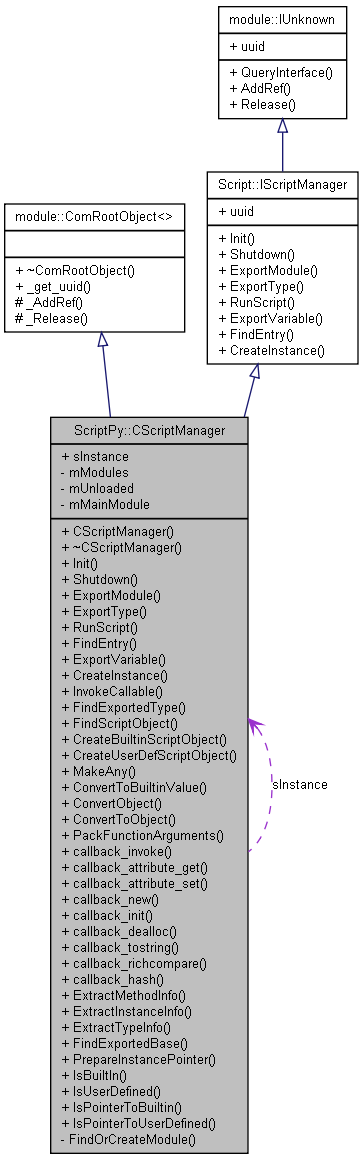 module::IUnknown
+ uuid
+ QueryInterface()
+ AddRef()
+ Release()
module::ComRootObject<>
+ ~ComRootObject()
+ _get_uuid()
# _AddRef()
# _Release()
Script::IScriptManager
+ uuid
+ Init()
+ Shutdown()
+ ExportModule()
+ ExportType()
+ RunScript()
+ ExportVariable()
+ FindEntry()
+ CreateInstance()
ScriptPy::CScriptManager
+ sInstance
- mModules
- mUnloaded
- mMainModule
+ CScriptManager()
+ ~CScriptManager()
+ Init()
+ Shutdown()
+ ExportModule()
+ ExportType()
+ RunScript()
+ FindEntry()
+ ExportVariable()
+ CreateInstance()
+ InvokeCallable()
+ FindExportedType()
+ FindScriptObject()
+ CreateBuiltinScriptObject()
+ CreateUserDefScriptObject()
+ MakeAny()
+ ConvertToBuiltinValue()
+ ConvertObject()
+ ConvertToObject()
+ PackFunctionArguments()
+ callback_invoke()
+ callback_attribute_get()
+ callback_attribute_set()
+ callback_new()
+ callback_init()
+ callback_dealloc()
+ callback_tostring()
+ callback_richcompare()
+ callback_hash()
+ ExtractMethodInfo()
+ ExtractInstanceInfo()
+ ExtractTypeInfo()
+ FindExportedBase()
+ PrepareInstancePointer()
+ IsBuiltIn()
+ IsUserDefined()
+ IsPointerToBuiltin()
+ IsPointerToUserDefined()
- FindOrCreateModule()
sInstance